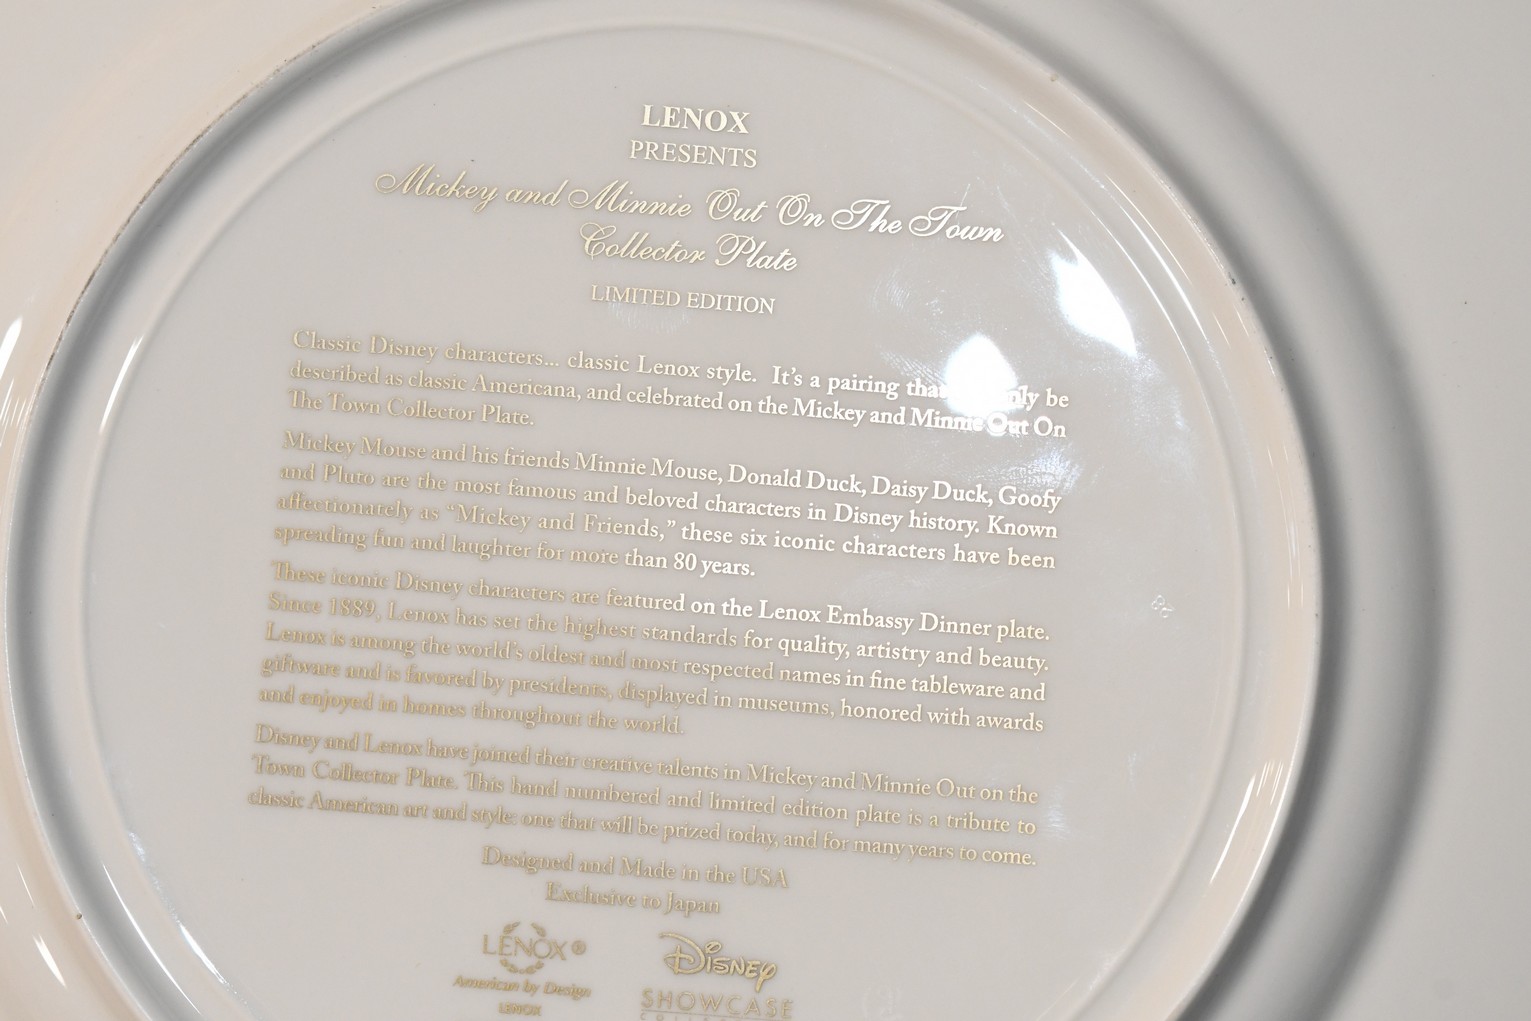 LENOX
PRESENTS
Mickey and Minnie Out On The Town
Collector Plate
LIMITED EDITION
Classic Disney characters... classic Lenox style. It's a pairing that only be
described as classic Americana, and celebrated on the Mickey and Minnie Out On
The Town Collector Plate.
Mickey Mouse and his friends Minnie Mouse, Donald Duck, Daisy Duck, Goofy
and Pluto are the most famous and beloved characters in Disney history. Known
affectionately as “Mickey and Friends,” these six iconic characters have been
spreading fun and laughter for more than 80 years.
These iconic Disney characters are featured on the Lenox Embassy Dinner plate.
Since 1889, Lenox has set the highest standards for quality, artistry and beauty.
Lenox is among the world's oldest and most respected names in fine tableware and
giftware and is favored by presidents, displayed in museums, honored with awards
and enjoyed in homes throughout the world.
Disney and Lenox have joined their creative talents in Mickey and Minnie Out on the
Town Collector Plate. This hand numbered and limited edition plate is a tribute to
classic American art and style: one that will be prized today, and for many years to come.
Designed and Made in the USA
Exclusive to Japan
LENOX®
American by Design
LENOX
Disney
SHOWCASE